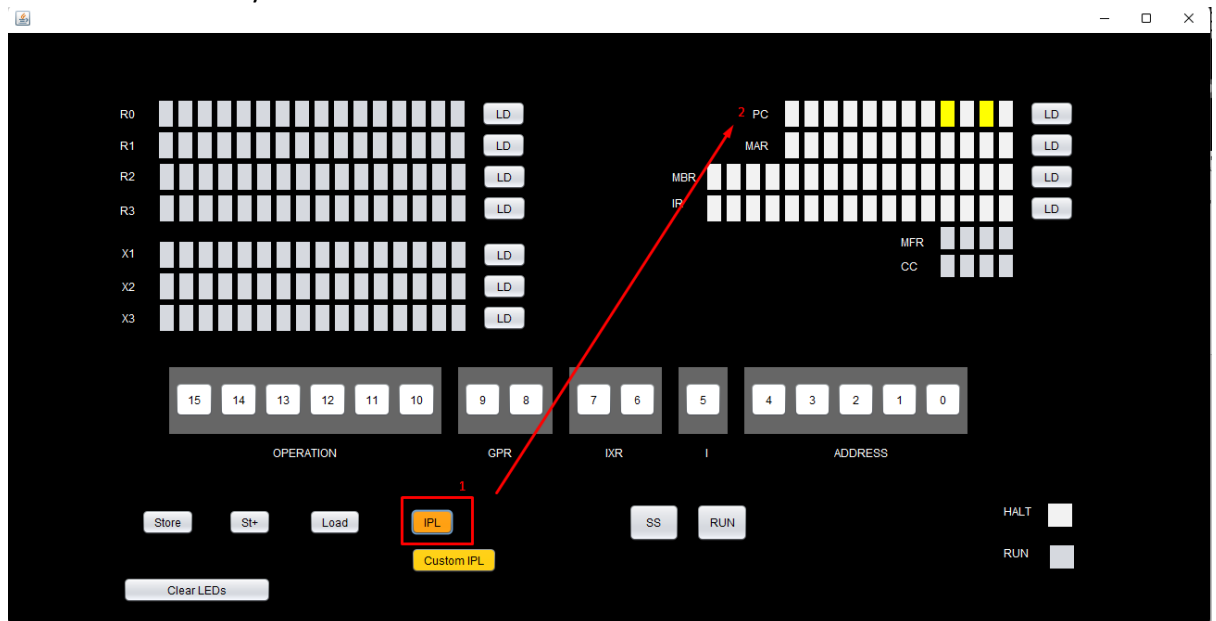 R0 LD 2 PC LD
R1 LD MAR LD
R2 LD MBR LD
R3 LD IR LD
MFR
X1 LD CC
X2 LD
X3 LD
15 14 13 12 11 10 9 8 7 6 5 4 3 2 1 0
OPERATION GPR IXR I ADDRESS
1
Store St+ Load IPL SS RUN HALT
Custom IPL RUN
Clear LEDs